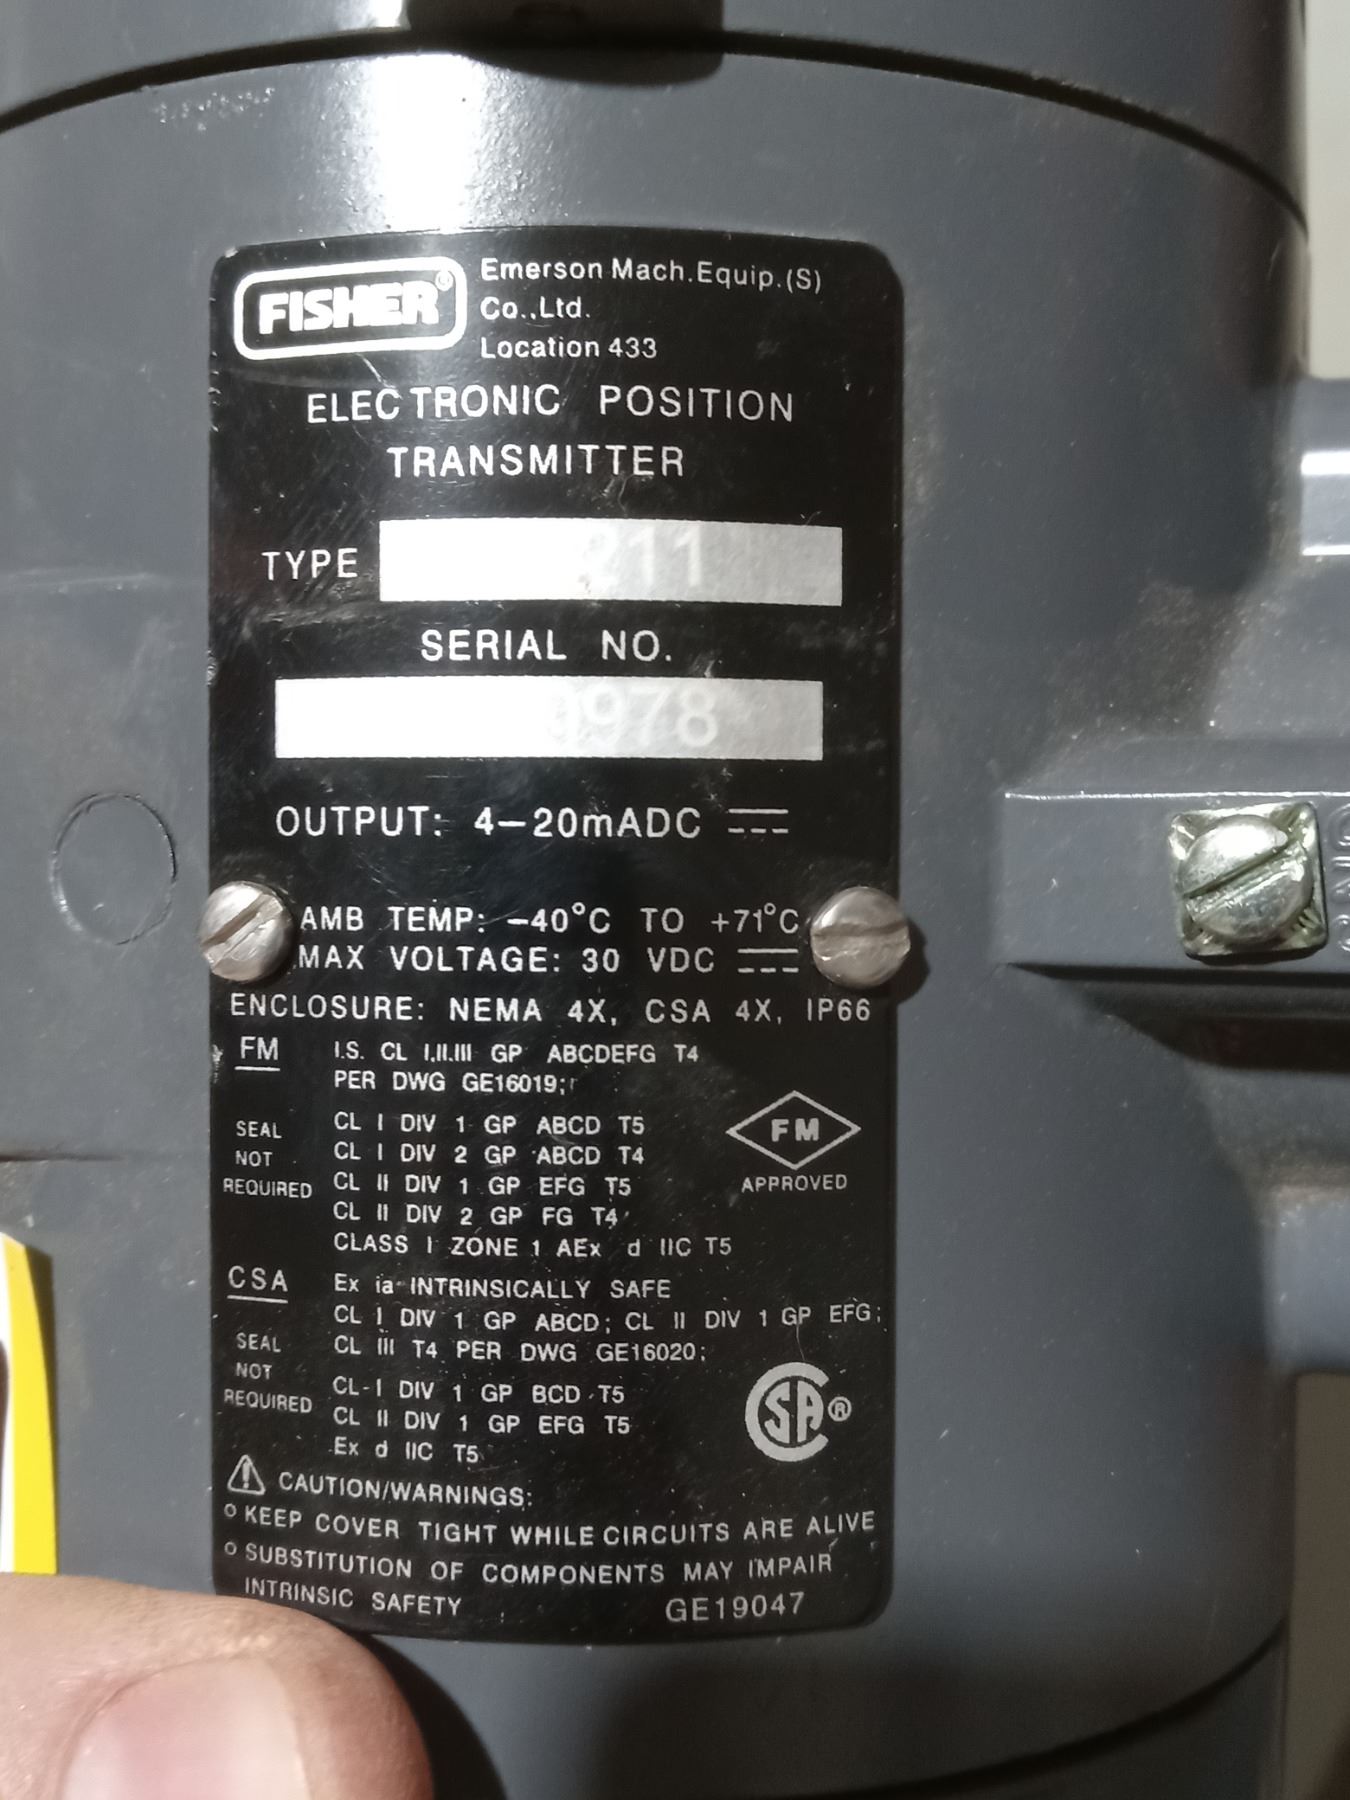 FISHER®
Emerson Mach.Equip.(S)
Co.,Ltd.
Location 433
ELECTRONIC POSITION
TRANSMITTER
TYPE 211
SERIAL NO.
9978
OUTPUT: 4-20mADC
AMB TEMP: -40°C TO +71°C
MAX VOLTAGE: 30 VDC
ENCLOSURE: NEMA 4X, CSA 4X, IP66
FM I.S. CL I,II.III GP ABCDEFG T4
PER DWG GE16019;
SEAL NOT REQUIRED
CL I DIV 1 GP ABCD T5
CL I DIV 2 GP ABCD T4
CL II DIV 1 GP EFG T5
CL II DIV 2 GP FG T4
CLASS I ZONE 1 AEx d IIC T5
FM
APPROVED
CSA Ex ia INTRINSICALLY SAFE
CL I DIV 1 GP ABCD; CL II DIV 1 GP EFG;
CL III T4 PER DWG GE16020;
SEAL NOT REQUIRED
CL I DIV 1 GP BCD T5
CL II DIV 1 GP EFG T5
Ex d IIC T5
SA®
CAUTION/WARNINGS:
KEEP COVER TIGHT WHILE CIRCUITS ARE ALIVE
SUBSTITUTION OF COMPONENTS MAY IMPAIR
INTRINSIC SAFETY GE19047